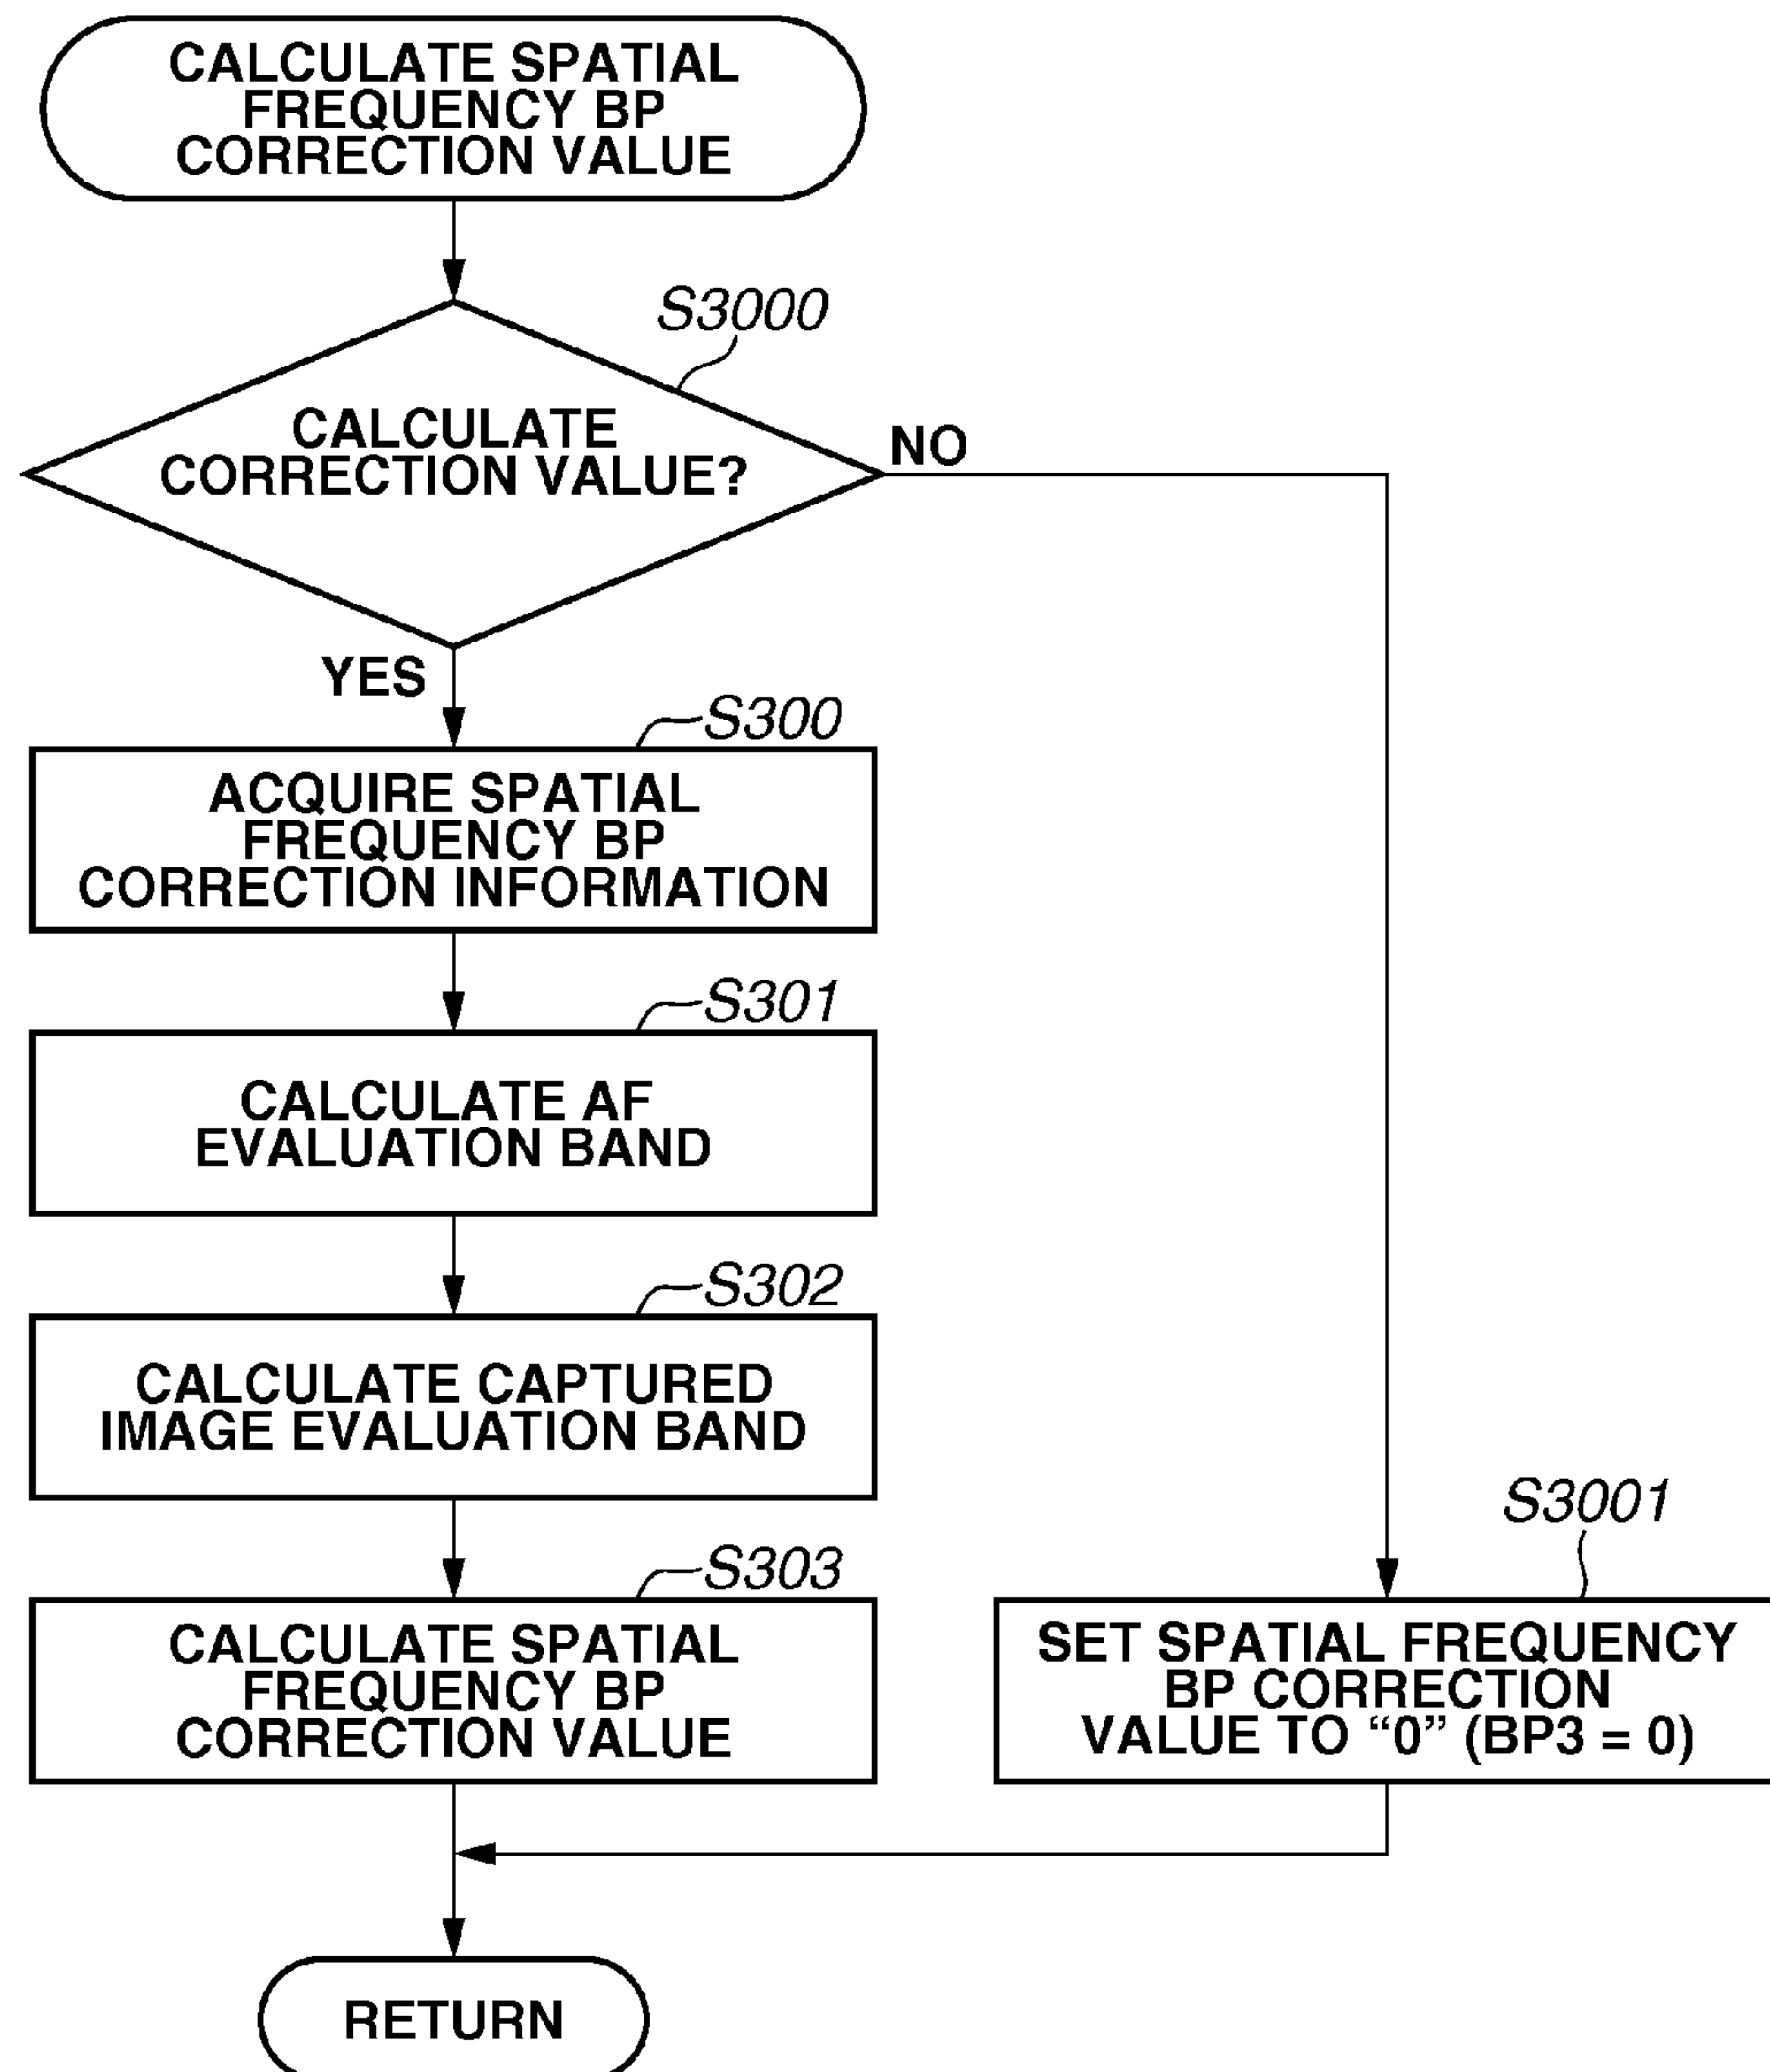 CALCULATE SPATIAL
FREQUENCY BP
CORRECTION VALUE
S3000
CALCULATE
CORRECTION VALUE?
NO
YES
S300
ACQUIRE SPATIAL
FREQUENCY BP
CORRECTION INFORMATION
S301
CALCULATE AF
EVALUATION BAND
S302
CALCULATE CAPTURED
IMAGE EVALUATION BAND
S303
CALCULATE SPATIAL
FREQUENCY BP
CORRECTION VALUE
S3001
SET SPATIAL FREQUENCY
BP CORRECTION
VALUE TO “0” (BP3 = 0)
RETURN